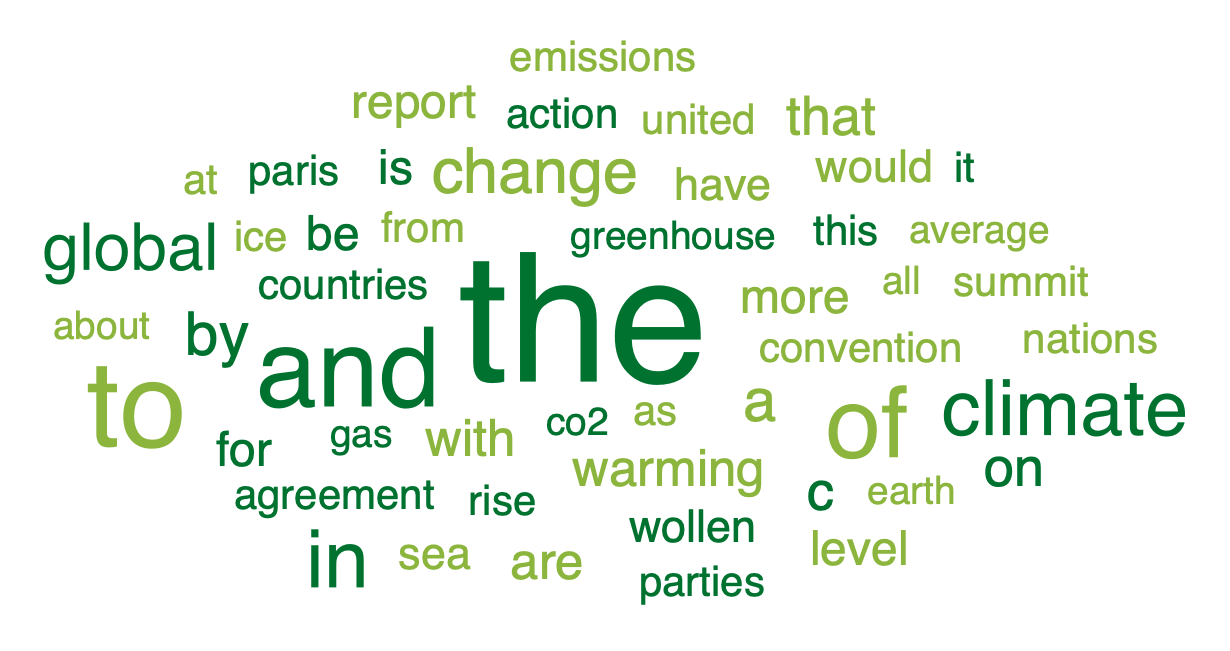 emissions
report action united that
at paris is change have would it
global ice be from greenhouse this average
countries the more all summit
about by and convention nations
to gas with co2 as a of climate
for warming on
agreement rise c earth
in sea are wollen level
parties